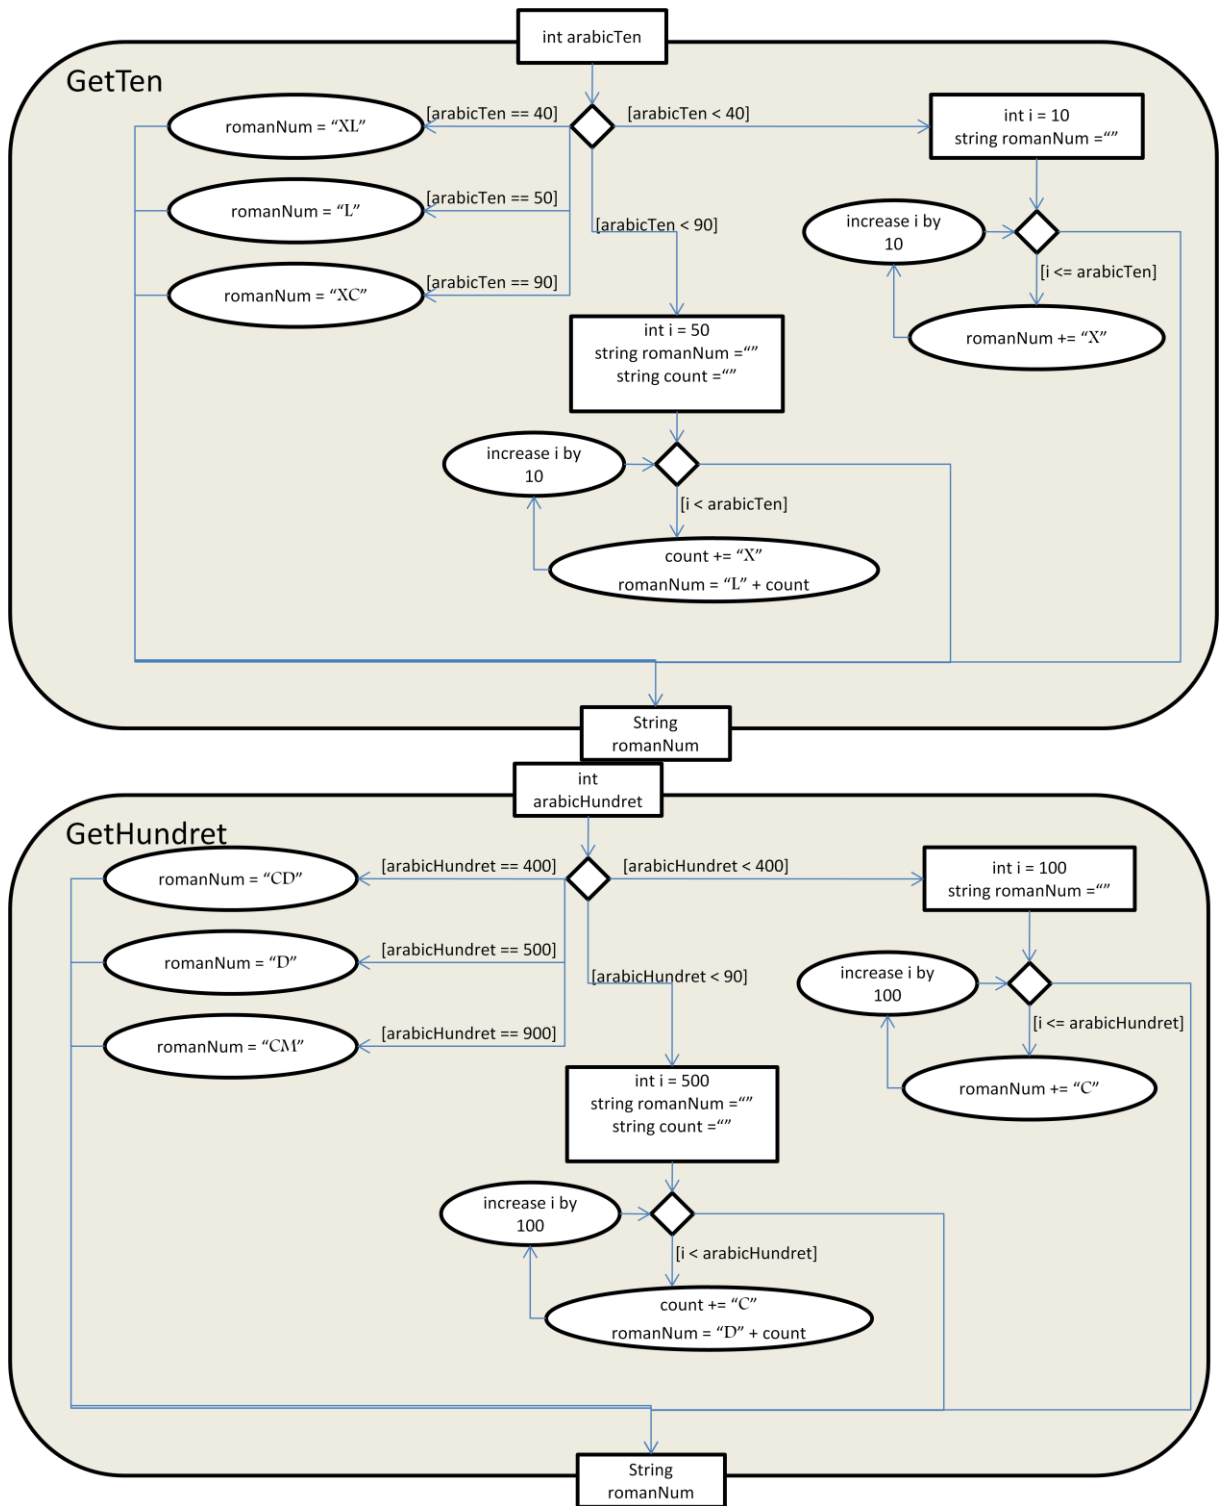 int arabicTen
GetTen
[arabicTen == 40]
[arabicTen < 40]
romanNum = “XL”
int i = 10
string romanNum =“”
[arabicTen == 50]
romanNum = “L”
[arabicTen < 90]
increase i by
10
[i <= arabicTen]
[arabicTen == 90]
romanNum = “XC”
int i = 50
string romanNum =“”
string count =“”
romanNum += “X”
increase i by
10
[i < arabicTen]
count += “X”
romanNum = “L” + count
String
romanNum
int
arabicHundret
GetHundret
[arabicHundret == 400]
[arabicHundret < 400]
romanNum = “CD”
int i = 100
string romanNum =“”
[arabicHundret == 500]
romanNum = “D”
[arabicHundret < 90]
increase i by
100
[i <= arabicHundret]
[arabicHundret == 900]
romanNum = “CM”
int i = 500
string romanNum =“”
string count =“”
romanNum += “C”
increase i by
100
[i < arabicHundret]
count += “C”
romanNum = “D” + count
String
romanNum